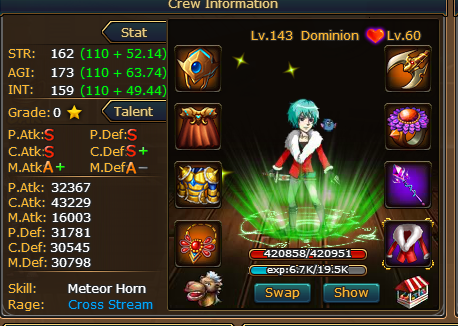 Crew Information
Stat
STR: 162 (110 + 52.14)
AGI: 173 (110 + 63.74)
INT: 159 (110 + 49.44)
Grade: 0 Talent
P.Atk: S P.Def: S
C.Atk: S C.Def: S +
M.Atk A + M.Def A -
P.Atk: 32367
C.Atk: 43229
M.Atk: 16003
P.Def: 31781
C.Def: 30545
M.Def: 30798
Skill: Meteor Horn
Rage: Cross Stream
Lv.143 Dominion Lv.60
420858/420951
exp:6.7K/19.5K
Swap Show